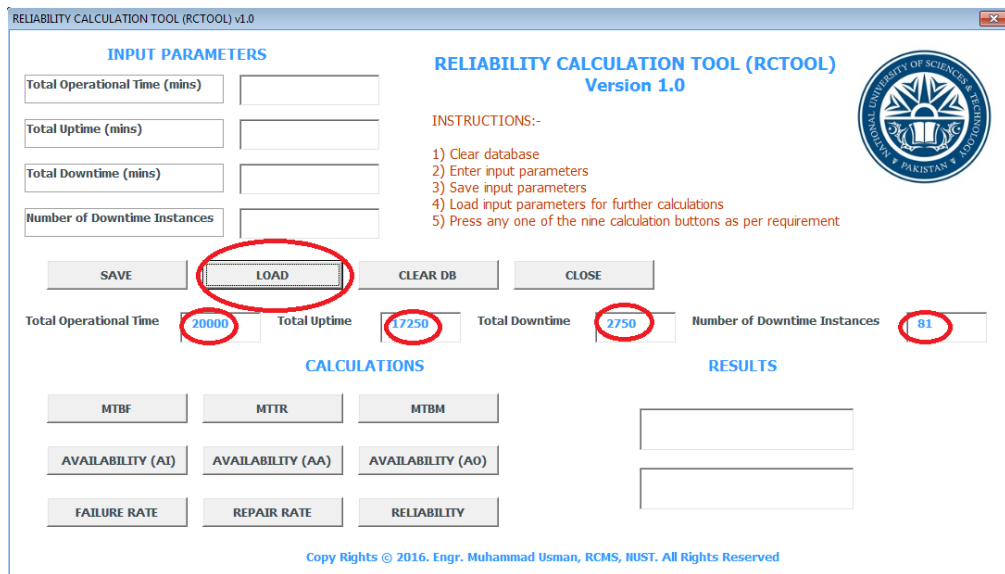 RELIABILITY CALCULATION TOOL (RCTOOL) v1.0
INPUT PARAMETERS
Total Operational Time (mins)
Total Uptime (mins)
Total Downtime (mins)
Number of Downtime Instances
RELIABILITY CALCULATION TOOL (RCTOOL)
Version 1.0
INSTRUCTIONS:-
1) Clear database
2) Enter input parameters
3) Save input parameters
4) Load input parameters for further calculations
5) Press any one of the nine calculation buttons as per requirement
NATIONAL UNIVERSITY OF SCIENCES & TECHNOLOGY
PAKISTAN
SAVE LOAD CLEAR DB CLOSE
Total Operational Time 20000 Total Uptime 17250 Total Downtime 2750 Number of Downtime Instances 81
CALCULATIONS
RESULTS
MTBF MTTR MTBM
AVAILABILITY (AI) AVAILABILITY (AA) AVAILABILITY (AO)
FAILURE RATE REPAIR RATE RELIABILITY
Copy Rights © 2016. Engr. Muhammad Usman, RCMS, NUST. All Rights Reserved